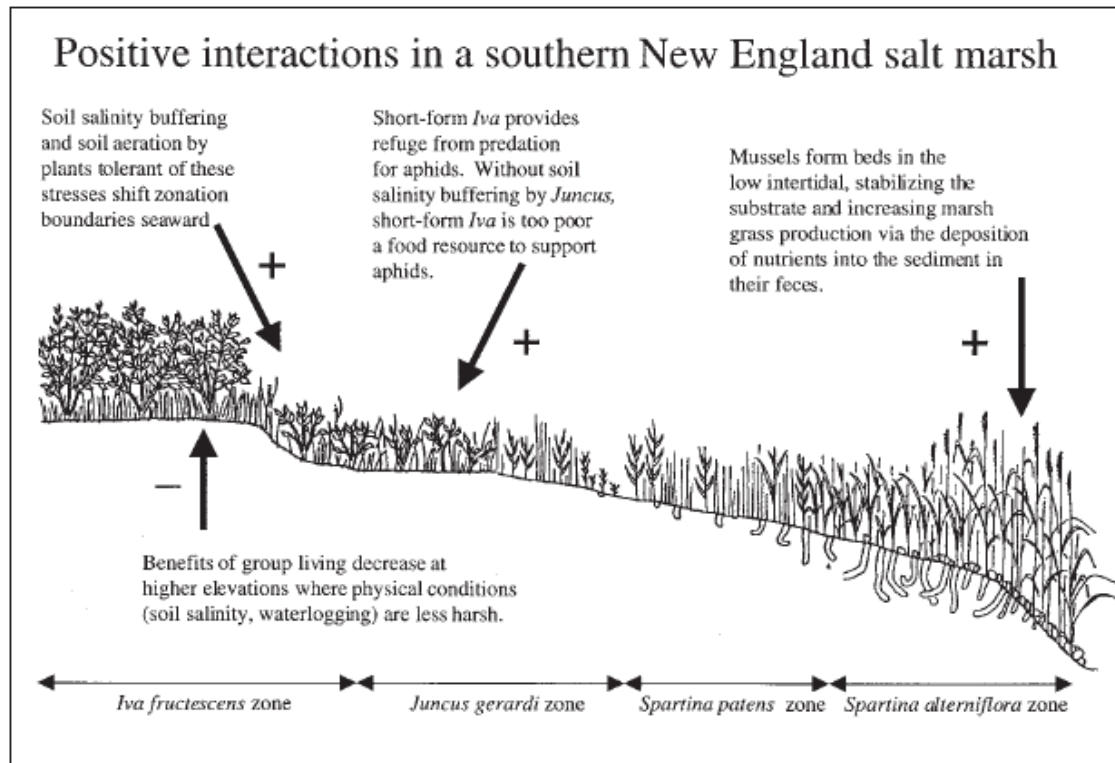 Positive interactions in a southern New England salt marsh
Soil salinity buffering
and soil aeration by
plants tolerant of these
stresses shift zonation
boundaries seaward
+
Short-form Iva provides
refuge from predation
for aphids. Without soil
salinity buffering by Juncus,
short-form Iva is too poor
a food resource to support
aphids.
+
Mussels form beds in the
low intertidal, stabilizing the
substrate and increasing marsh
grass production via the deposition
of nutrients into the sediment in
their feces.
+
–
Benefits of group living decrease at
higher elevations where physical conditions
(soil salinity, waterlogging) are less harsh.
Iva fructescens zone
Juncus gerardi zone
Spartina patens zone
Spartina alterniflora zone